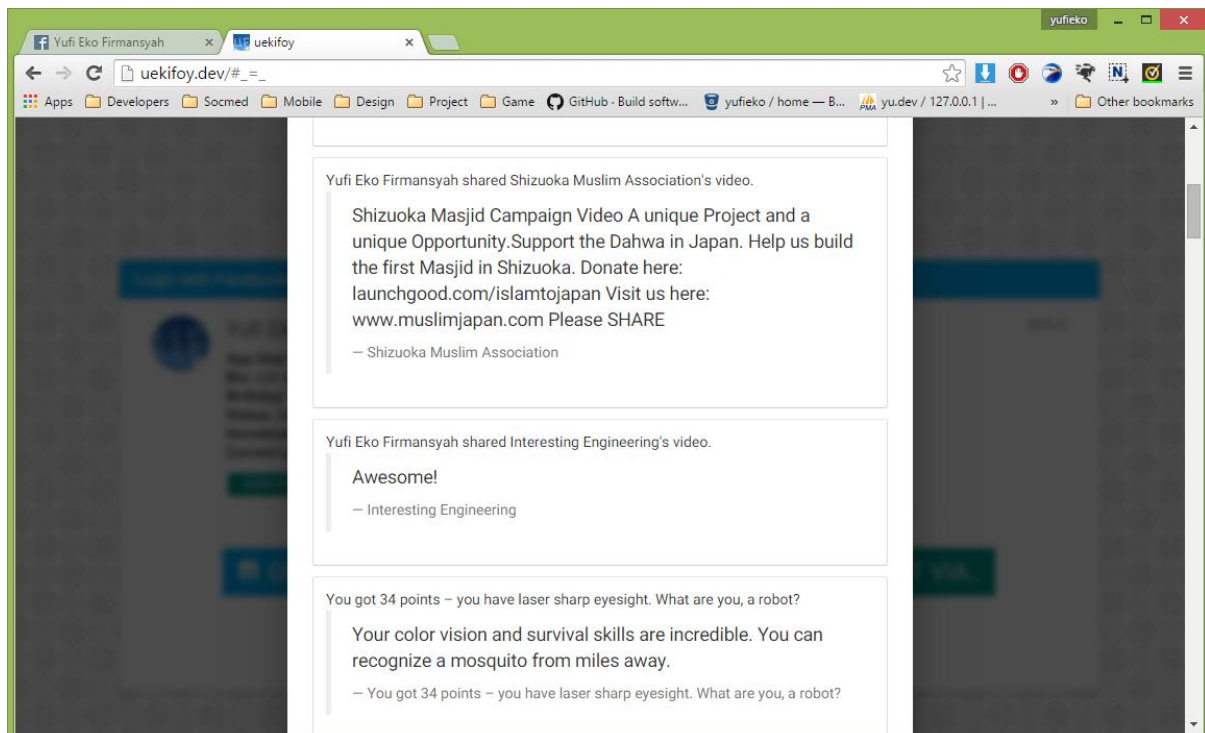 yufieko
Yufi Eko Firmansyah
uekifoy
uekifoy.dev/#_=_
Apps Developers Socmed Mobile Design Project Game GitHub · Build softw... yufieko / home — B... yu.dev / 127.0.0.1 | ... » Other bookmarks
Yufi Eko Firmansyah shared Shizuoka Muslim Association's video.
Shizuoka Masjid Campaign Video A unique Project and a
unique Opportunity.Support the Dahwa in Japan. Help us build
the first Masjid in Shizuoka. Donate here:
launchgood.com/islamtojapan Visit us here:
www.muslimjapan.com Please SHARE
— Shizuoka Muslim Association
Yufi Eko Firmansyah shared Interesting Engineering's video.
Awesome!
— Interesting Engineering
You got 34 points – you have laser sharp eyesight. What are you, a robot?
Your color vision and survival skills are incredible. You can
recognize a mosquito from miles away.
— You got 34 points – you have laser sharp eyesight. What are you, a robot?